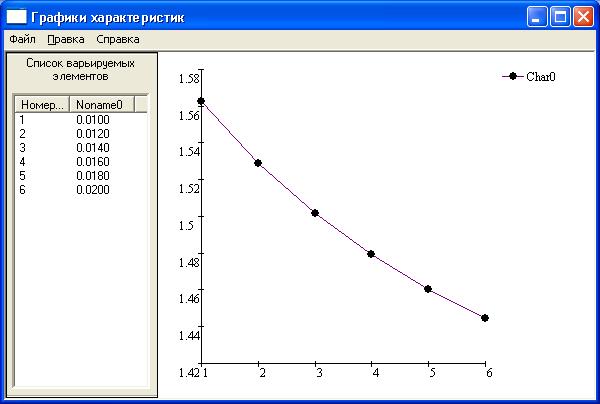 Графики характеристик
Файл Правка Справка
Список варьируемых
элементов
Номер... Noname0
1 0.0100
2 0.0120
3 0.0140
4 0.0160
5 0.0180
6 0.0200
Char0
1.58
1.56
1.54
1.52
1.5
1.48
1.46
1.44
1.42
1 2 3 4 5 6